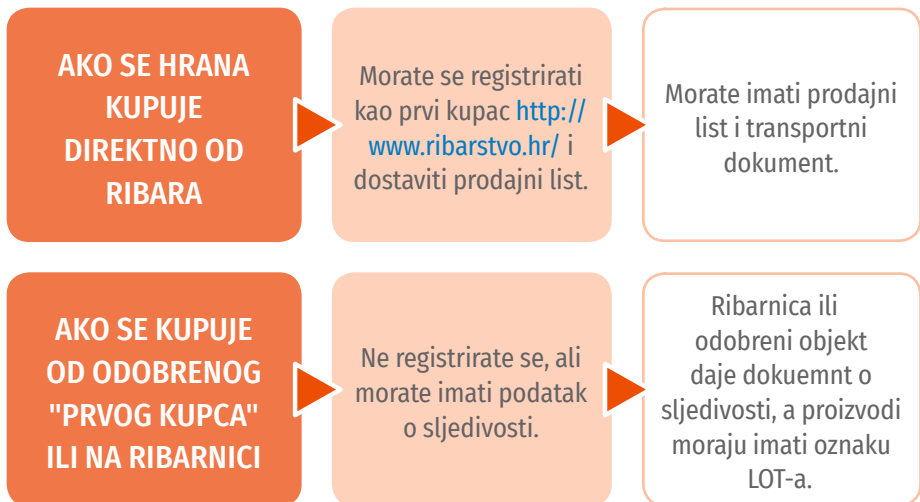 AKO SE HRANA
KUPUJE
DIREKTNO OD
RIBARA
Morate se registrirati
kao prvi kupac http://
www.ribarstvo.hr/ i
dostaviti prodajni list.
Morate imati prodajni
list i transportni
dokument.
AKO SE KUPUJE
OD ODOBRENOG
"PRVOG KUPCA"
ILI NA RIBARNICI
Ne registrirate se, ali
morate imati podatak
o sljedivosti.
Ribarnica ili
odobreni objekt
daje dokuemnt o
sljedivosti, a proizvodi
moraju imati oznaku
LOT-a.